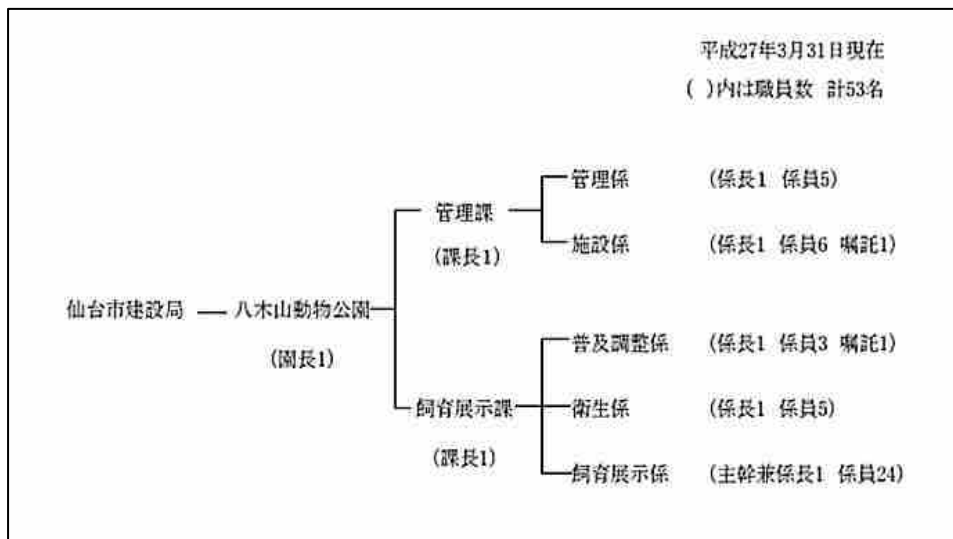 平成27年3月31日現在
( )内は職員数 計53名
管理係 (係長1 係員5)
管理課
(課長1)
施設係 (係長1 係員6 嘱託1)
仙台市建設局 八木山動物公園
(園長1)
普及調整係 (係長1 係員3 嘱託1)
飼育展示課
(課長1)
衛生係 (係長1 係員5)
飼育展示係 (主幹兼係長1 係員24)